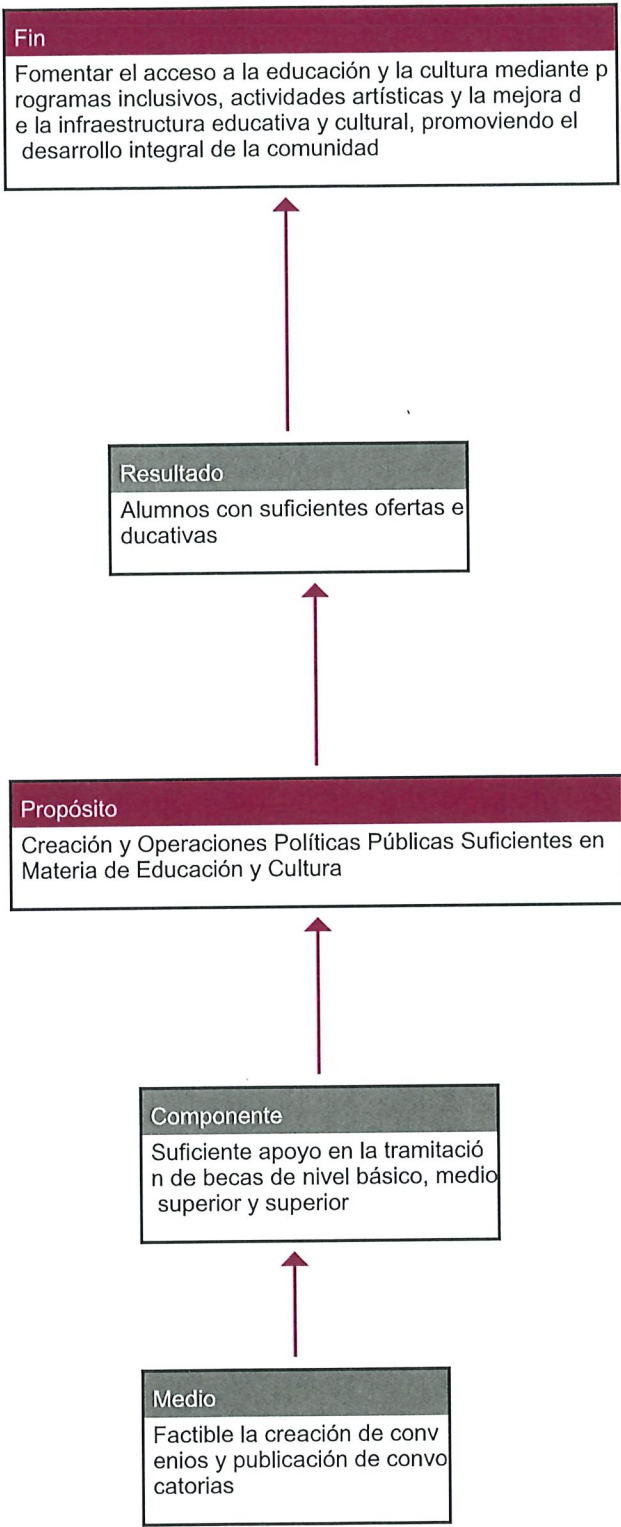 Fin
Fomentar el acceso a la educación y la cultura mediante p
rogramas inclusivos, actividades artísticas y la mejora d
e la infraestructura educativa y cultural, promoviendo el
desarrollo integral de la comunidad
Resultado
Alumnos con suficientes ofertas e
ducativas
Propósito
Creación y Operaciones Políticas Públicas Suficientes en
Materia de Educación y Cultura
Componente
Suficiente apoyo en la tramitació
n de becas de nivel básico, medio
superior y superior
Medio
Factible la creación de conv
enios y publicación de convo
catorias